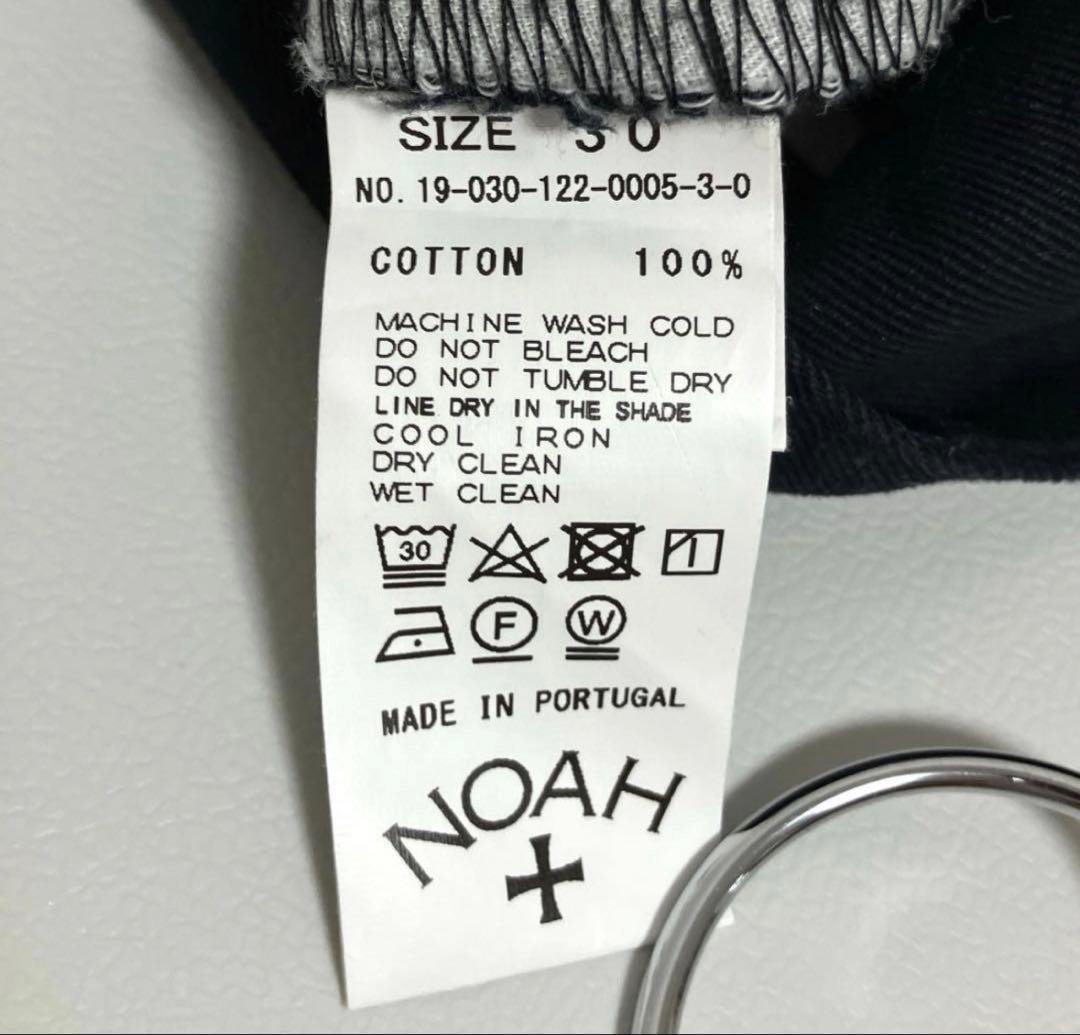 SIZE 30
NO. 19-030-122-0005-3-0
COTTON 100%
MACHINE WASH COLD
DO NOT BLEACH
DO NOT TUMBLE DRY
LINE DRY IN THE SHADE
COOL IRON
DRY CLEAN
WET CLEAN
30
F W
MADE IN PORTUGAL
NOAH